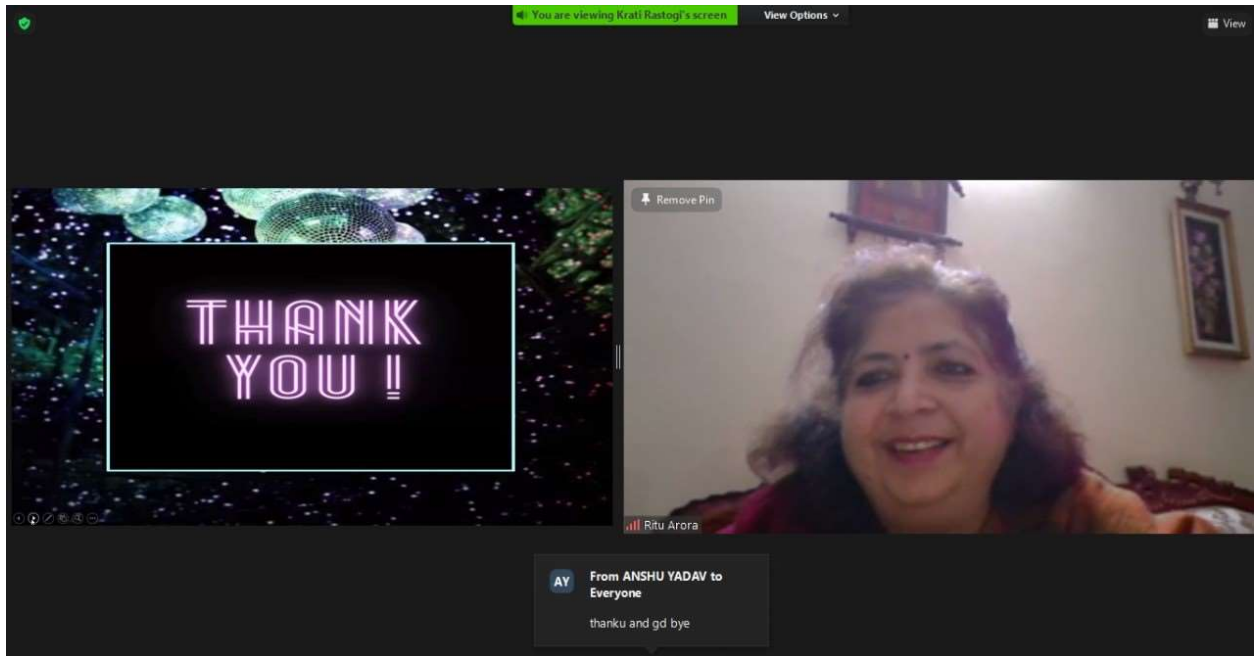 You are viewing Krati Rastogi's screen
View Options
View
Remove Pin
THANK
YOU !
Ritu Arora
AY
From ANSHU YADAV to
Everyone
thanku and gd bye